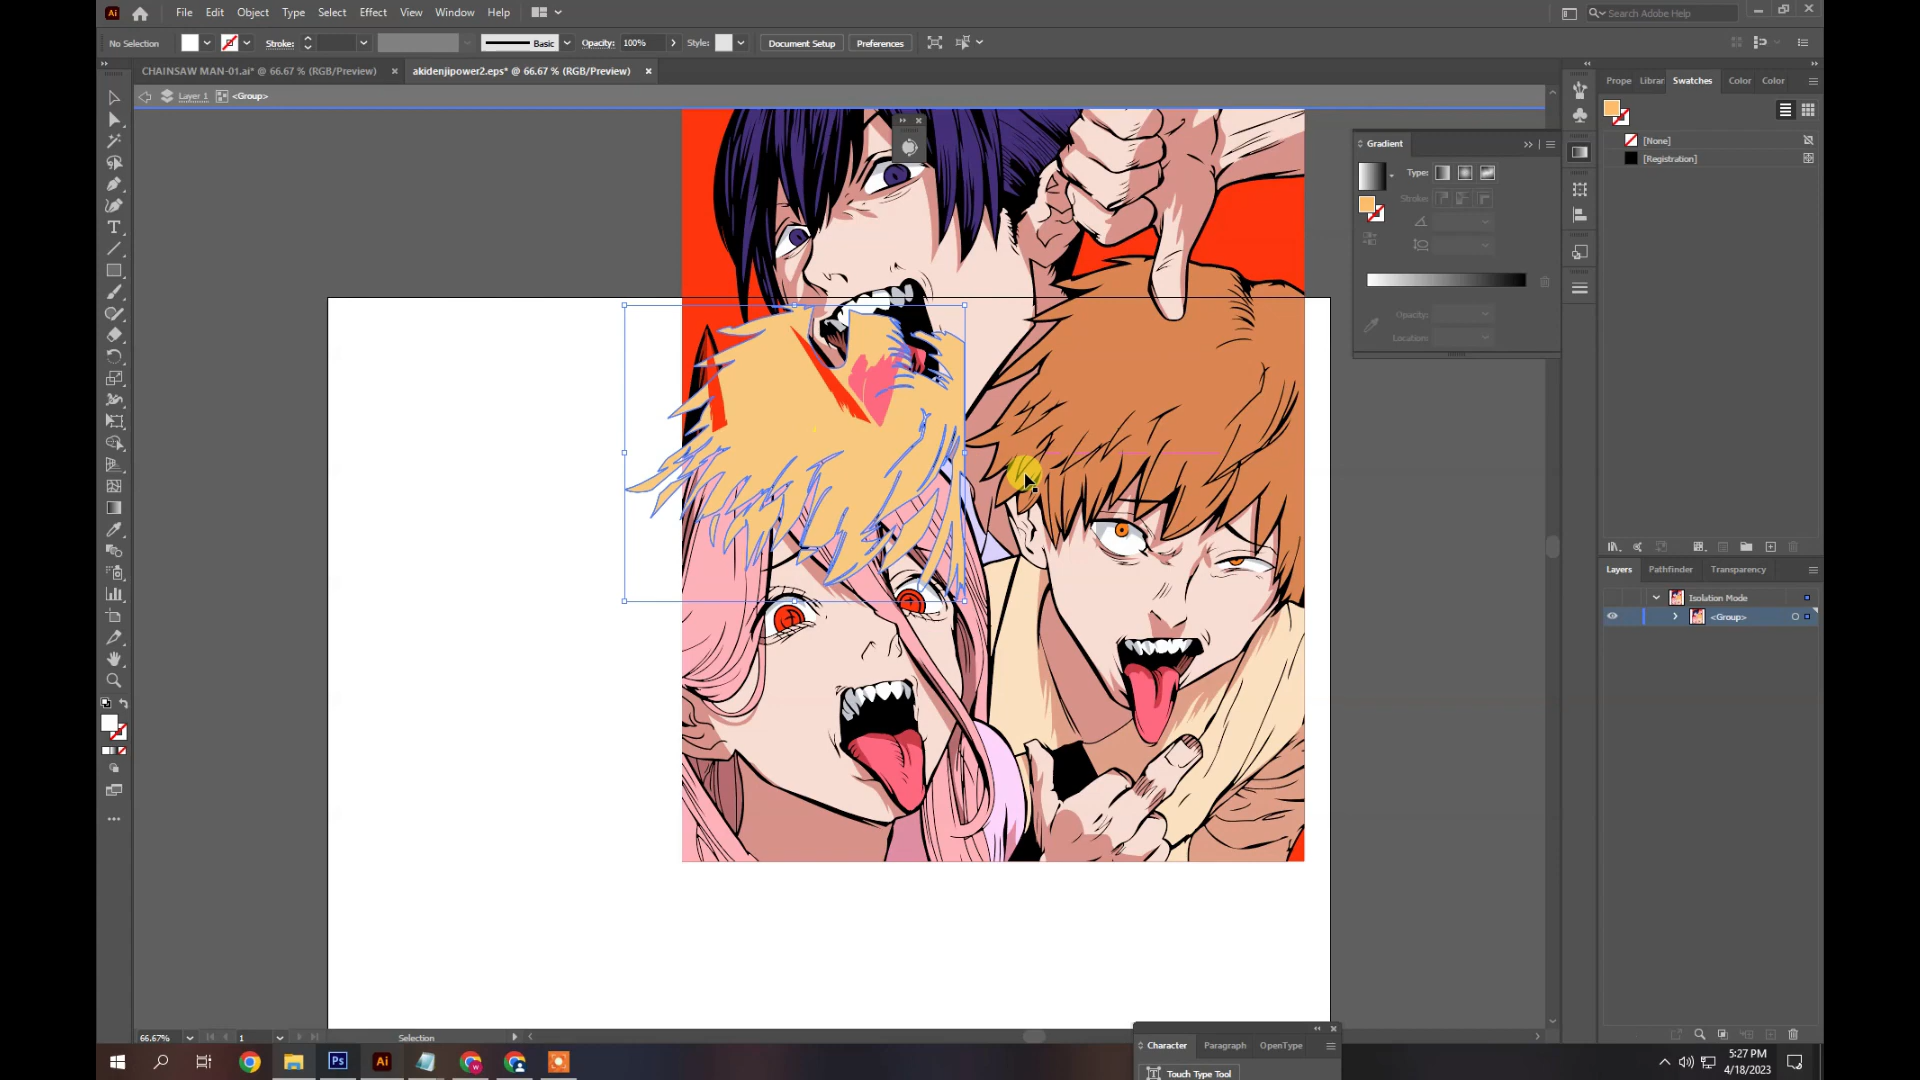 Ai File Edit Object Type Select Effect View Window Help Search Adobe Help
No Selection Stroke: Basic Opacity: 100% Style: Document Setup Preferences
CHAINSAW MAN-01.ai* @ 66.67 % (RGB/Preview) × akidenjipower2.eps* @ 66.67 % (RGB/Preview) ×
Layer 1 <Group>
Prope Librar Swatches Color Color
[None]
[Registration]
Gradient
Type:
Stroke:
Opacity:
Location:
Layers Pathfinder Transparency
Isolation Mode
<Group>
66.67% 1 Selection
Character Paragraph OpenType
Touch Type Tool
Ps Ai
5:27 PM
4/18/2023